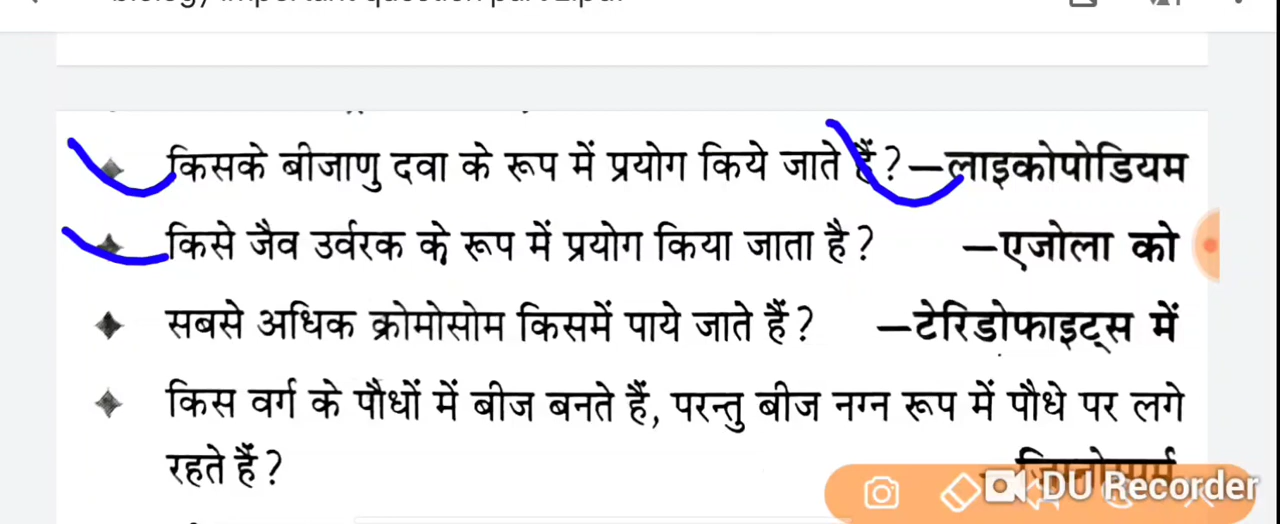 किसके बीजाणु दवा के रूप में प्रयोग किये जाते हैं? —लाइकोपोडियम
किसे जैव उर्वरक के रूप में प्रयोग किया जाता है? —एजोला को
सबसे अधिक क्रोमोसोम किसमें पाये जाते हैं? —टेरिडोफाइट्स में
किस वर्ग के पौधों में बीज बनते हैं, परन्तु बीज नग्न रूप में पौधे पर लगे
रहते हैं?
DU Recorder